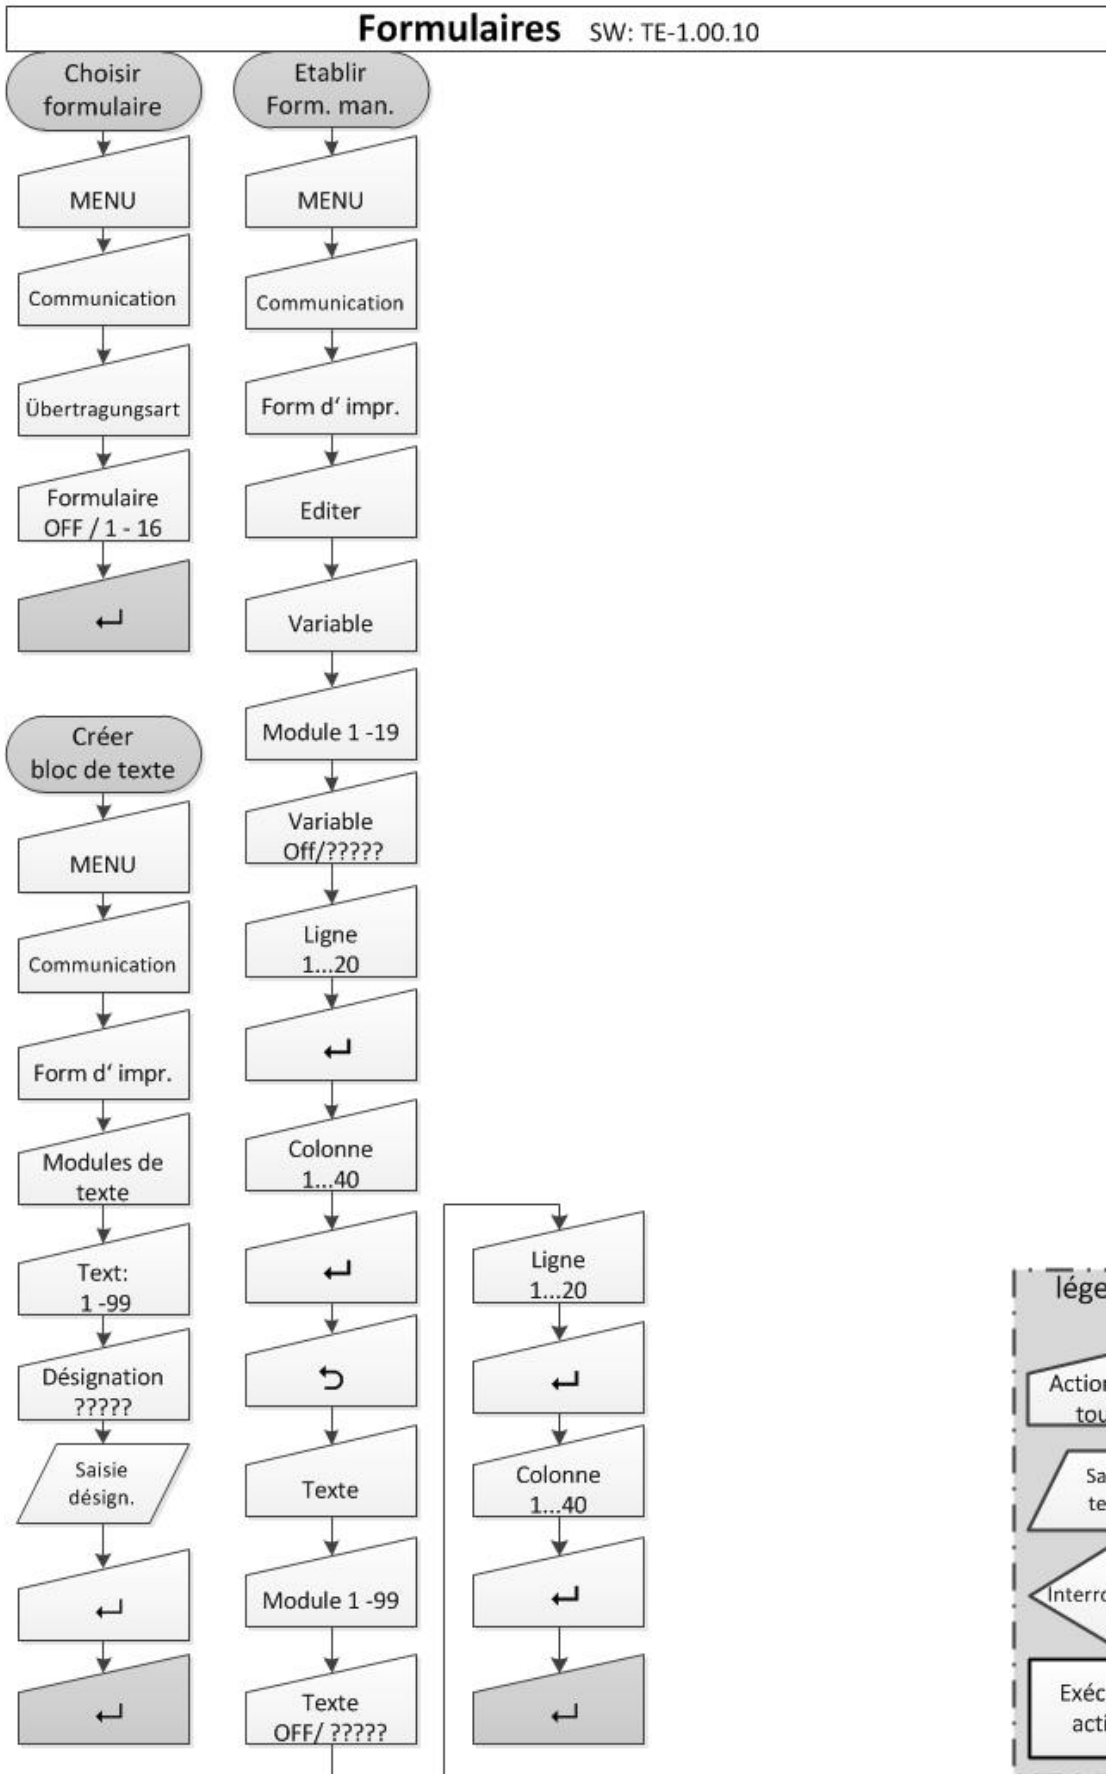 Formulaires SW: TE-1.00.10
Choisir
formulaire
MENU
Communication
Übertragungsart
Formulaire
OFF / 1 - 16
↵
Créer
bloc de texte
MENU
Communication
Form d‘ impr.
Modules de
texte
Text:
1 -99
Désignation
?????
Saisie
désign.
↵
↵
Etablir
Form. man.
MENU
Communication
Form d‘ impr.
Editer
Variable
Module 1 -19
Variable
Off/?????
Ligne
1...20
↵
Colonne
1...40
↵
⮌
Texte
Module 1 -99
Texte
OFF/ ?????
Ligne
1...20
↵
Colonne
1...40
↵
↵